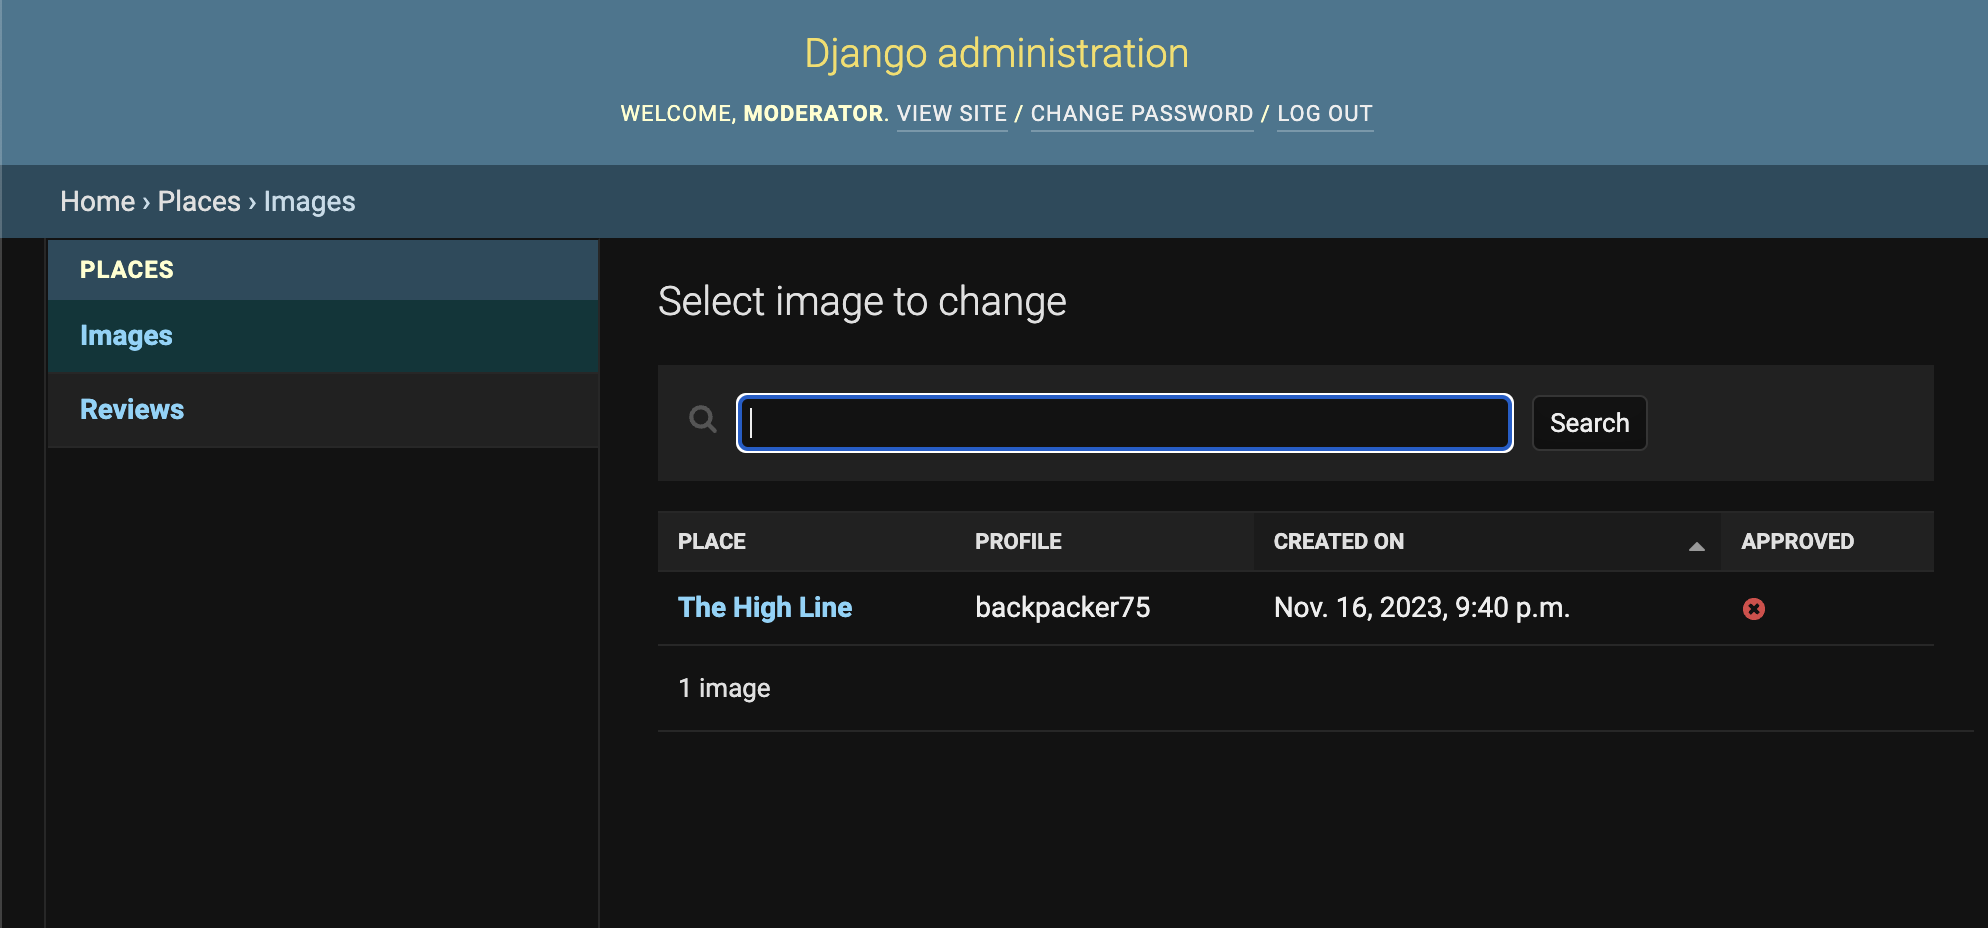 Django administration
WELCOME, MODERATOR. VIEW SITE / CHANGE PASSWORD / LOG OUT
Home › Places › Images
PLACES
Images
Reviews
Select image to change
Search
PLACE PROFILE CREATED ON APPROVED
The High Line backpacker75 Nov. 16, 2023, 9:40 p.m.
1 image